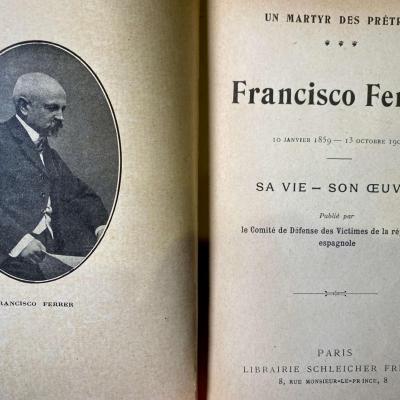 RANCISCO FERRER
UN MARTYR DES PRÊTR
Francisco Fer
10 JANVIER 1859 — 13 OCTOBRE 190
SA VIE — SON ŒUV
Publié par
le Comité de Défense des Victimes de la ré
espagnole
PARIS
LIBRAIRIE SCHLEICHER FR
8, RUE MONSIEUR-LE-PRINCE, 8